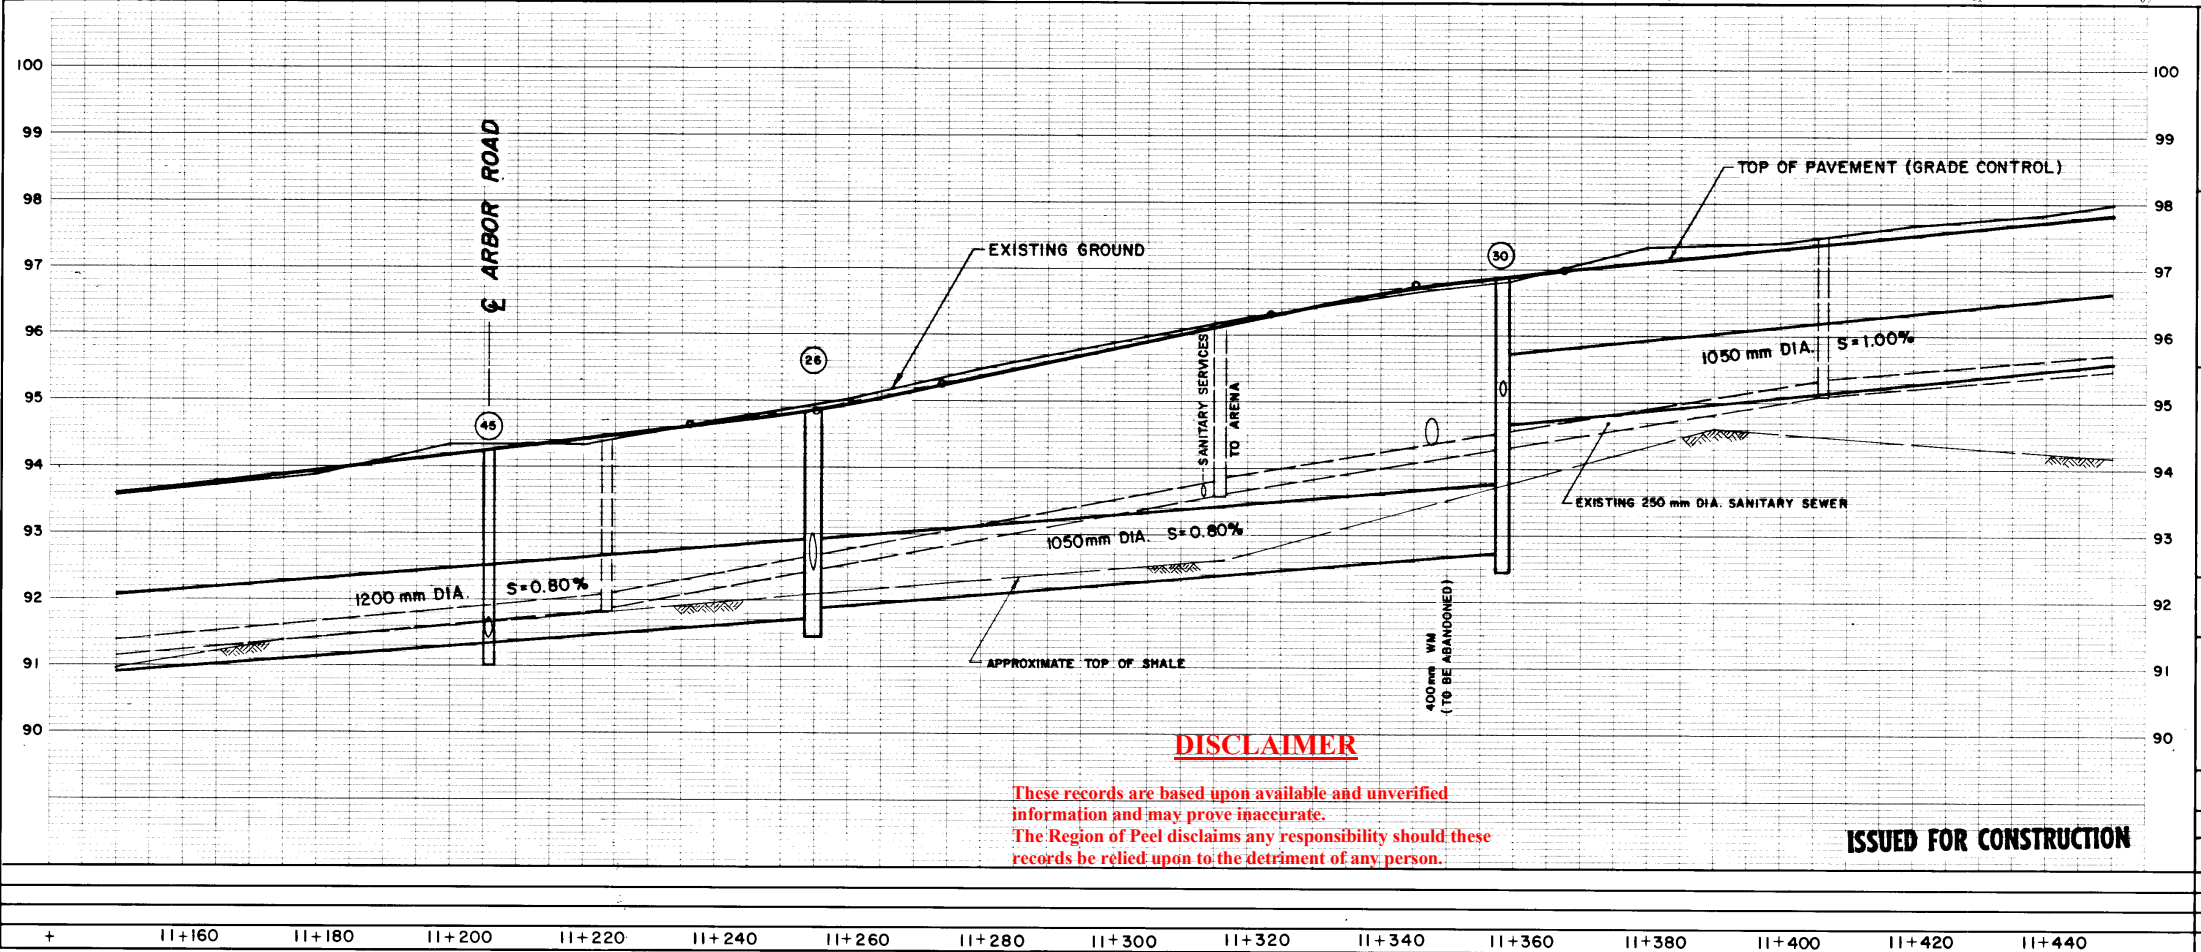 100
99
98
97
96
95
94
93
92
91
90
℄ ARBOR ROAD
45
26
30
EXISTING GROUND
TOP OF PAVEMENT (GRADE CONTROL)
SANITARY SERVICES
TO ARENA
1200 mm DIA. S=0.80%
1050mm DIA. S=0.80%
1050 mm DIA. S=1.00%
EXISTING 250 mm DIA. SANITARY SEWER
APPROXIMATE TOP OF SHALE
400mm WM
(TO BE ABANDONED)
100
99
98
97
96
95
94
93
92
91
90
DISCLAIMER
These records are based upon available and unverified
information and may prove inaccurate.
The Region of Peel disclaims any responsibility should these
records be relied upon to the detriment of any person.
ISSUED FOR CONSTRUCTION
+ 11+160 11+180 11+200 11+220 11+240 11+260 11+280 11+300 11+320 11+340 11+360 11+380 11+400 11+420 11+440